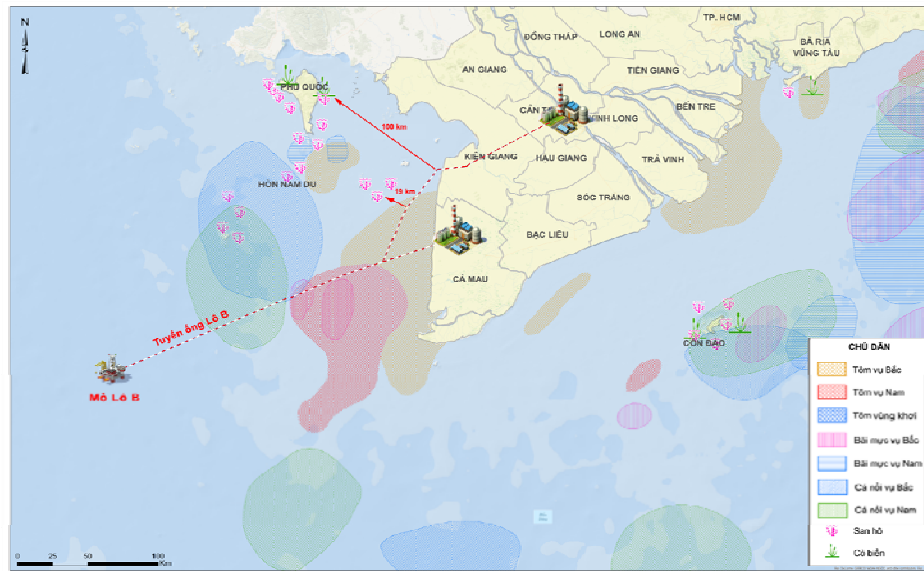 N
TP. HCM
ĐỒNG THÁP
LONG AN
BÀ RỊA
VŨNG TÀU
AN GIANG
TIỀN GIANG
PHÚ QUỐC
BẾN TRE
VĨNH LONG
100 km
KIÊN GIANG
HẬU GIANG
TRÀ VINH
HÒN NAM DU
19 km
SÓC TRĂNG
BẠC LIÊU
CÀ MAU
Tuyến ống Lô B
CÔN ĐẢO
Mỏ Lô B
CHÚ DẪN
Tôm vụ Bắc
Tôm vụ Nam
Tôm vùng khơi
Bãi mực vụ Bắc
Bãi mực vụ Nam
Cá nổi vụ Bắc
Cá nổi vụ Nam
San hô
Cỏ biển
0 25 50 100
Km